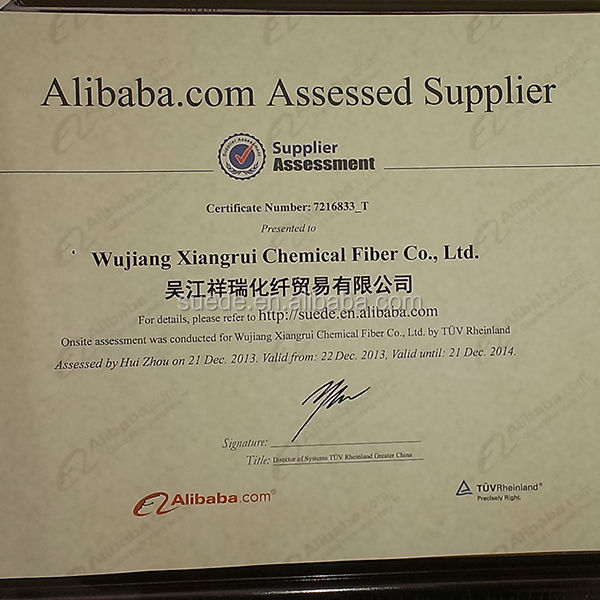 Alibaba.com Assessed Supplier
Supplier Assessment
Supplier
Assessment
Certificate Number: 7216833_T
Presented to
Wujiang Xiangrui Chemical Fiber Co., Ltd.
吴江祥瑞化纤贸易有限公司
suede.en.alibaba.com
For details, please refer to http://suede.en.alibaba.com
Onsite assessment was conducted for Wujiang Xiangrui Chemical Fiber Co., Ltd. by TÜV Rheinland
Assessed by Hui Zhou on 21 Dec. 2013. Valid from: 22 Dec. 2013, Valid until: 21 Dec. 2014.
Signature:
Title: Director of Systems TÜV Rheinland Greater China
Alibaba.com®
TÜVRheinland®
Precisely Right.